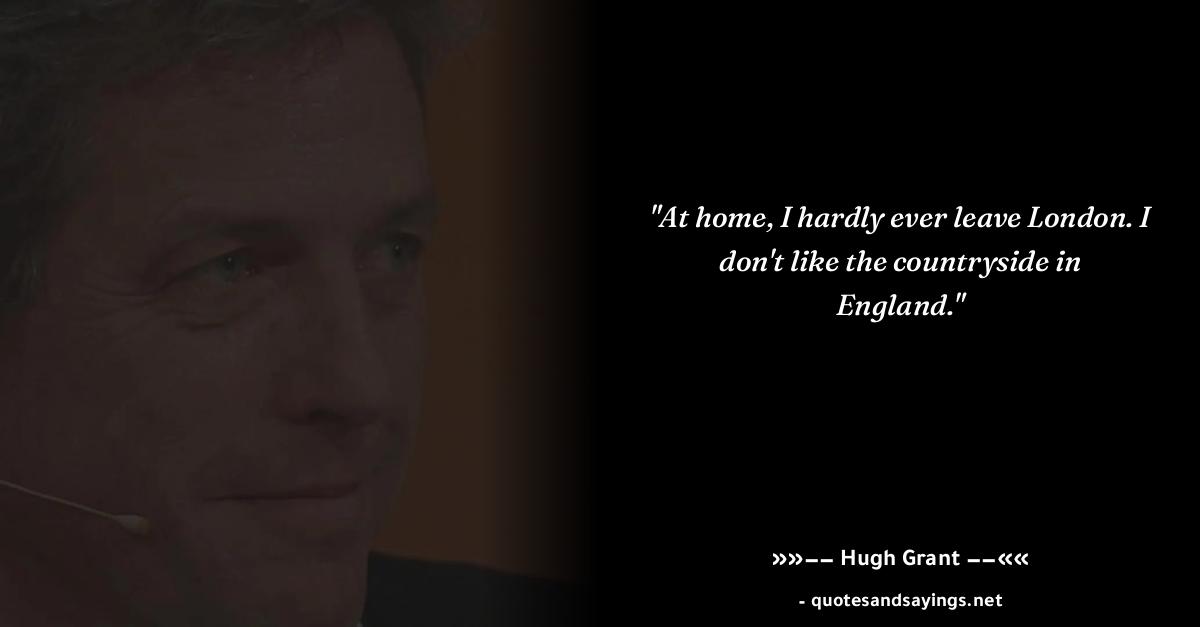 "At home, I hardly ever leave London. I
don't like the countryside in
England."
»»−− Hugh Grant −−««
- quotesandsayings.net